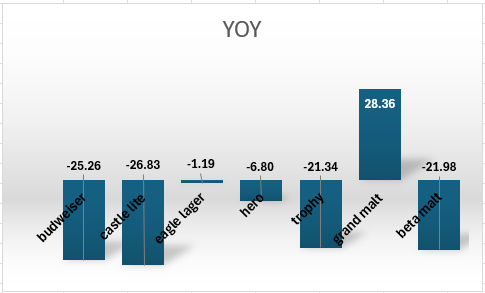 YOY
-25.26
-26.83
-1.19
-6.80
-21.34
28.36
-21.98
budweiser
castle lite
eagle lager
hero
trophy
grand malt
beta malt